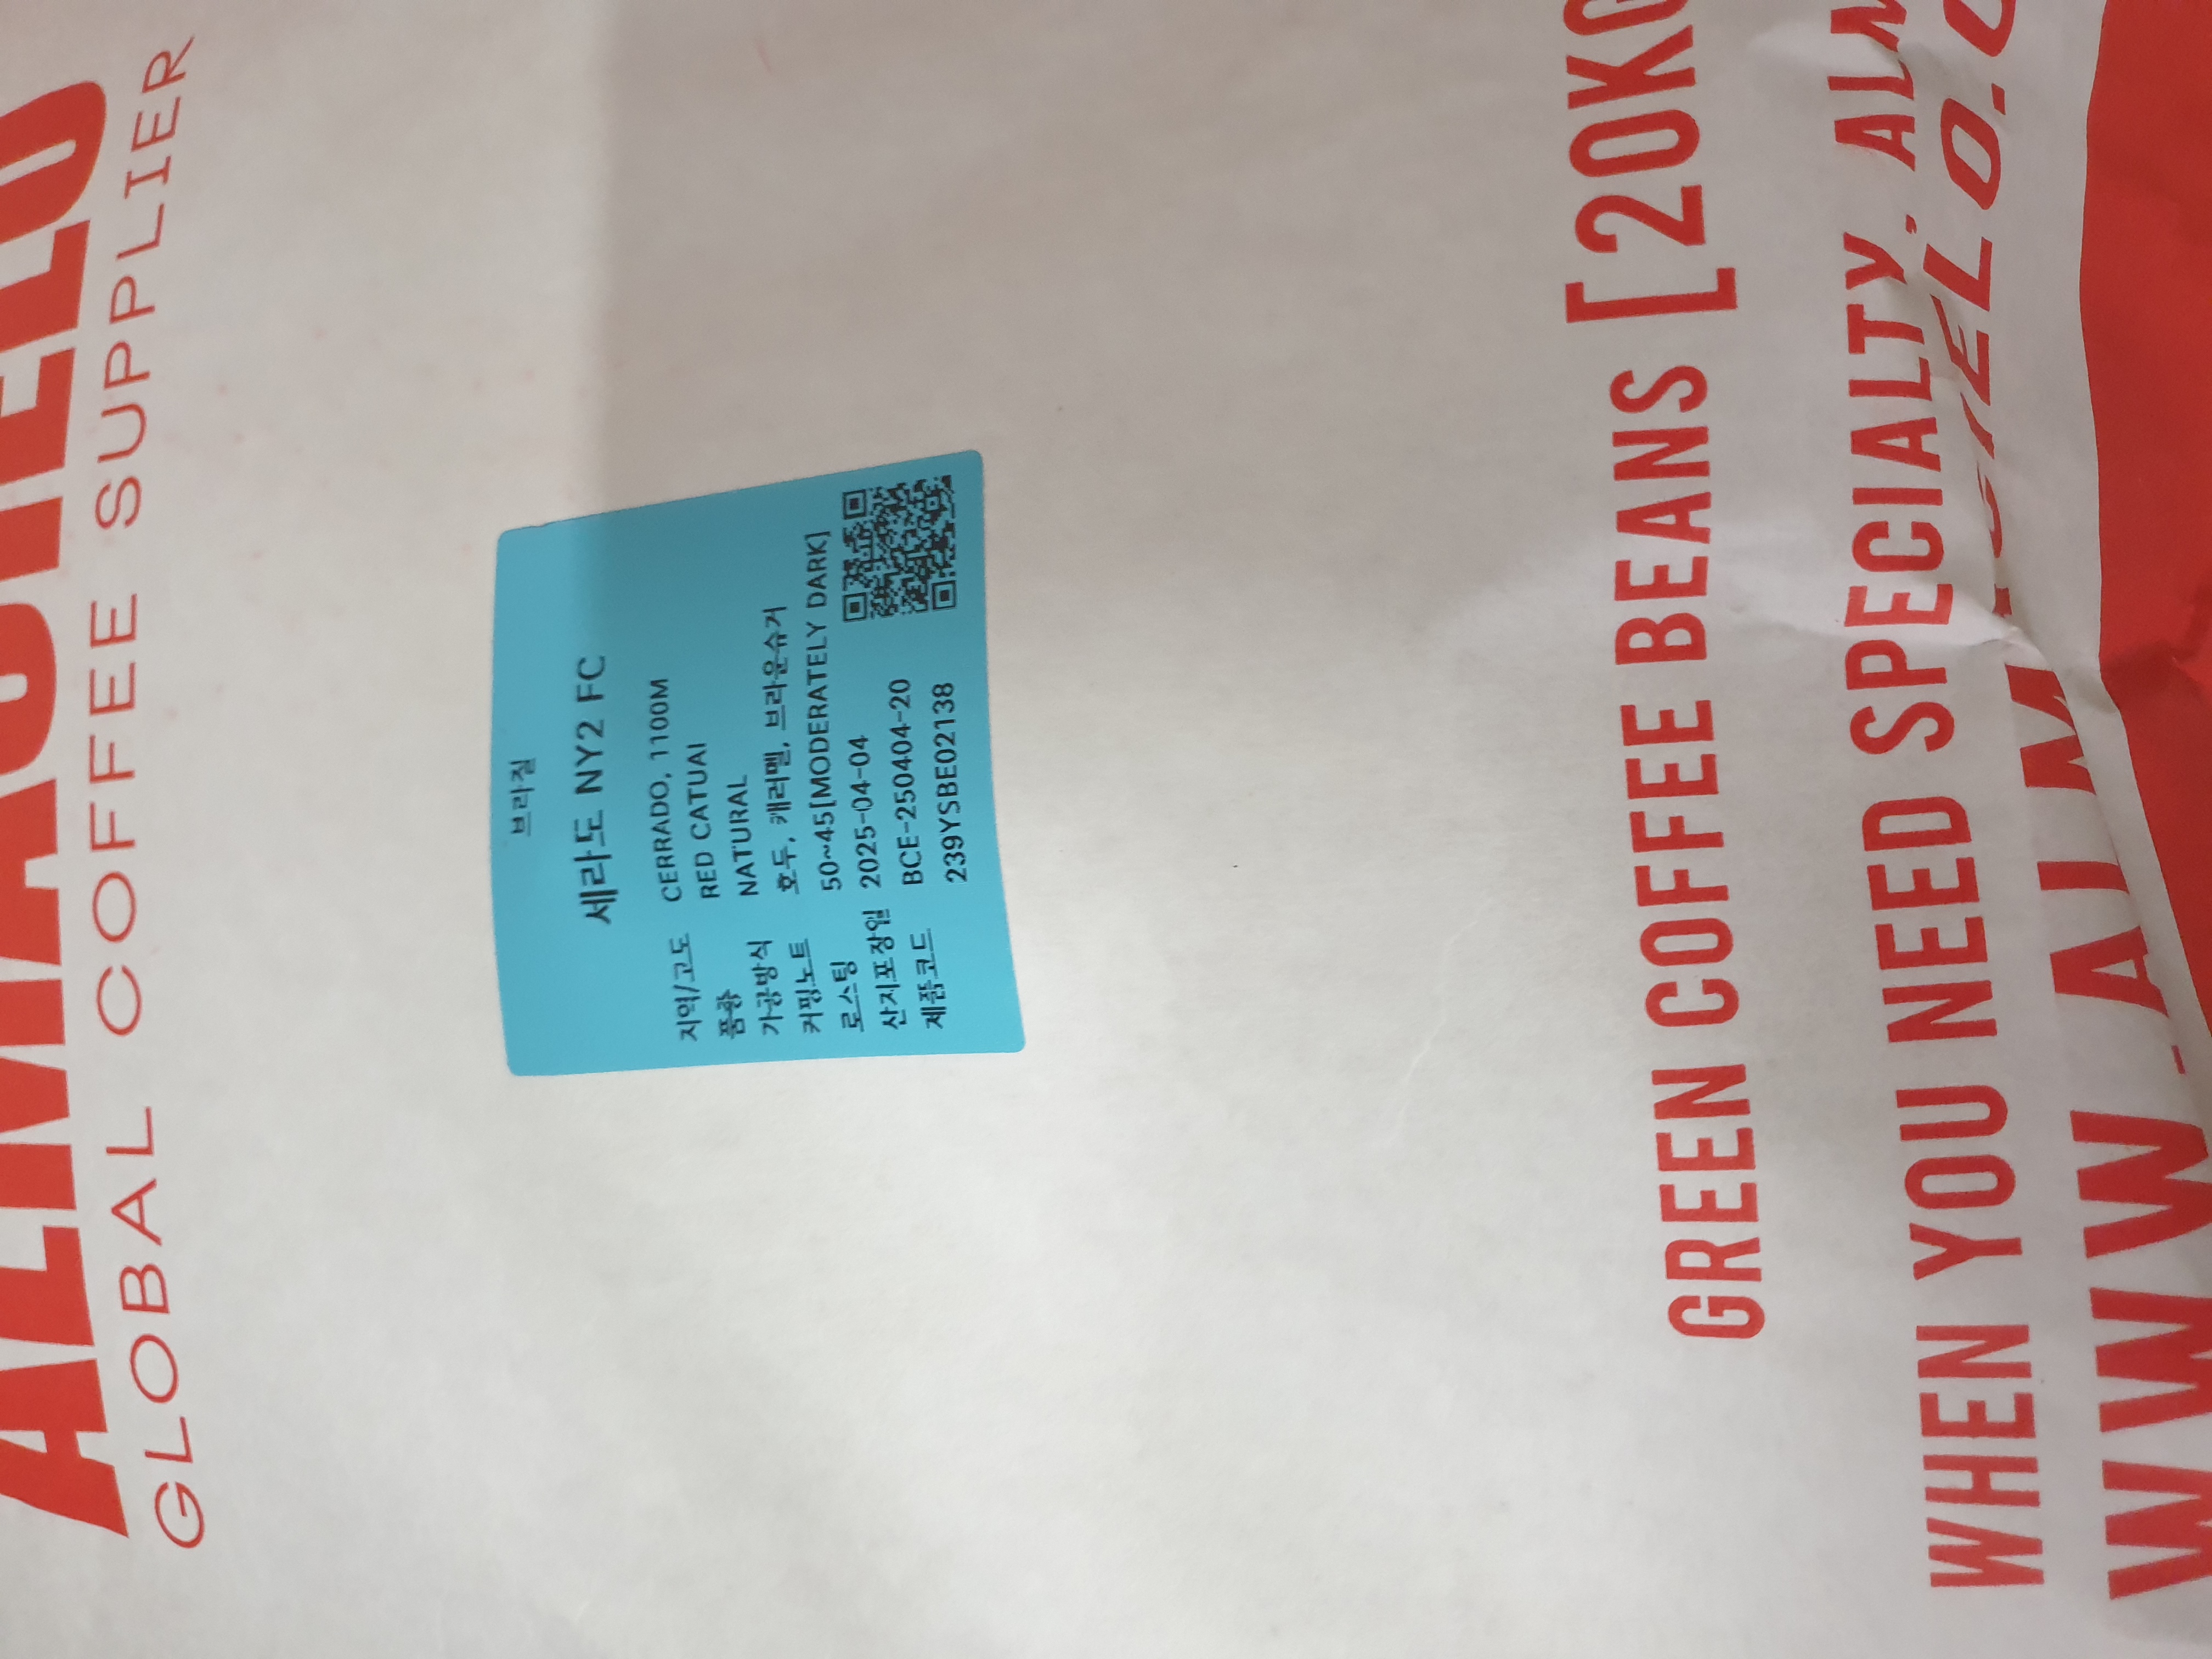 GLOBAL COFFEE SUPPLIER
브라질
세라도 NY2 FC
지역/고도 CERRADO, 1100M
품종 RED CATUAI
가공방식 NATURAL
커핑노트 호두, 캐러멜, 브라운슈거
로스팅 50~45[MODERATELY DARK]
산지포장일 2025-04-04
제품코드 BCE-250404-20
239YSBE02138
GREEN COFFEE BEANS [20KG
WHEN YOU NEED SPECIALTY. ALM
WWW